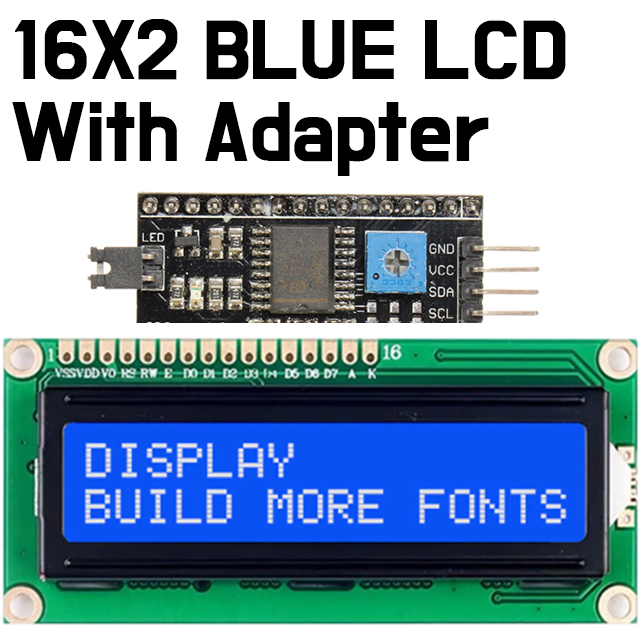 16X2 BLUE LCD
With Adapter
LED
GND
VCC
SDA
SCL
1 16
VSS VDD VO RS RW E D0 D1 D2 D3 D4 D5 D6 D7 A K
DISPLAY
BUILD MORE FONTS